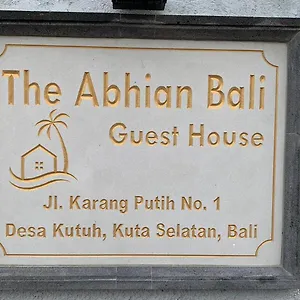 The Abhian Bali
Guest House
Jl. Karang Putih No. 1
Desa Kutuh, Kuta Selatan, Bali